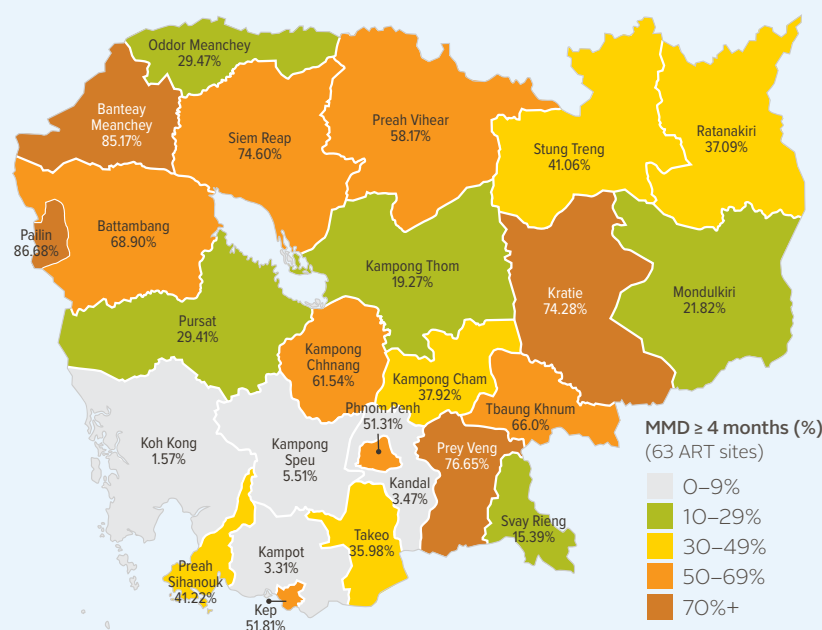 Oddor Meanchey
29.47%
Banteay
Meanchey
85.17%
Siem Reap
74.60%
Preah Vihear
58.17%
Stung Treng
41.06%
Ratanakiri
37.09%
Pailin
86.68%
Battambang
68.90%
Kampong Thom
19.27%
Kratie
74.28%
Mondulkiri
21.82%
Pursat
29.41%
Kampong
Chhnang
61.54%
Kampong Cham
37.92%
Phnom Penh
51.31%
Tbaung Khnum
66.0%
Koh Kong
1.57%
Kampong
Speu
5.51%
Prey Veng
76.65%
Kandal
3.47%
Svay Rieng
15.39%
Takeo
35.98%
Kampot
3.31%
Preah
Sihanouk
41.22%
Kep
51.81%
MMD ≥ 4 months (%)
(63 ART sites)
0–9%
10–29%
30–49%
50–69%
70%+